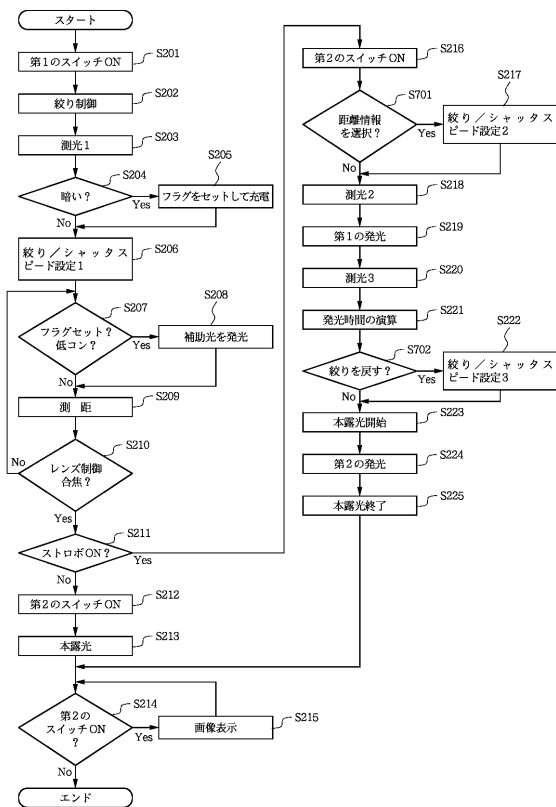 スタート
S201
第1のスイッチON
S202
絞り制御
S203
測光1
S204
暗い？
Yes
No
S205
フラグをセットして充電
S206
絞り／シャッタス
ピード設定1
S207
フラグセット？
低コン？
Yes
No
S208
補助光を発光
S209
測 距
S210
レンズ制御
合焦？
No
Yes
S211
ストロボON？
Yes
No
S212
第2のスイッチON
S213
本露光
S214
第2の
スイッチON
？
Yes
No
S215
画像表示
エンド
S216
第2のスイッチON
S701
距離情報
を選択？
Yes
No
S217
絞り／シャッタス
ピード設定2
S218
測光2
S219
第1の発光
S220
測光3
S221
発光時間の演算
S702
絞りを戻す？
Yes
No
S222
絞り／シャッタス
ピード設定3
S223
本露光開始
S224
第2の発光
S225
本露光終了